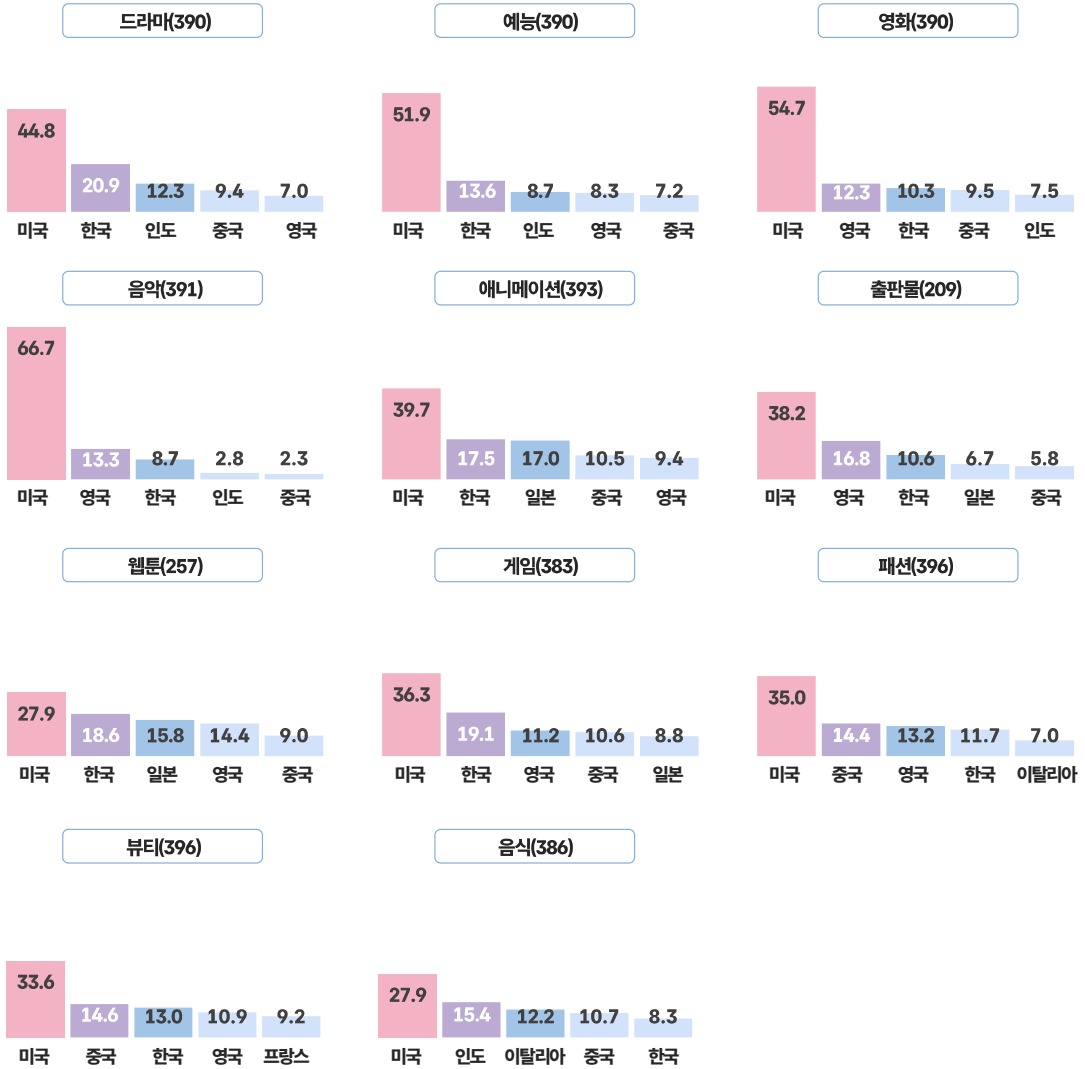 드라마(390)
44.8 20.9 12.3 9.4 7.0
미국 한국 인도 중국 영국
예능(390)
51.9 13.6 8.7 8.3 7.2
미국 한국 인도 영국 중국
영화(390)
54.7 12.3 10.3 9.5 7.5
미국 영국 한국 중국 인도
음악(391)
66.7 13.3 8.7 2.8 2.3
미국 영국 한국 인도 중국
애니메이션(393)
39.7 17.5 17.0 10.5 9.4
미국 한국 일본 중국 영국
출판물(209)
38.2 16.8 10.6 6.7 5.8
미국 영국 한국 일본 중국
웹툰(257)
27.9 18.6 15.8 14.4 9.0
미국 한국 일본 영국 중국
게임(383)
36.3 19.1 11.2 10.6 8.8
미국 한국 영국 중국 일본
패션(396)
35.0 14.4 13.2 11.7 7.0
미국 중국 영국 한국 이탈리아
뷰티(396)
33.6 14.6 13.0 10.9 9.2
미국 중국 한국 영국 프랑스
음식(386)
27.9 15.4 12.2 10.7 8.3
미국 인도 이탈리아 중국 한국